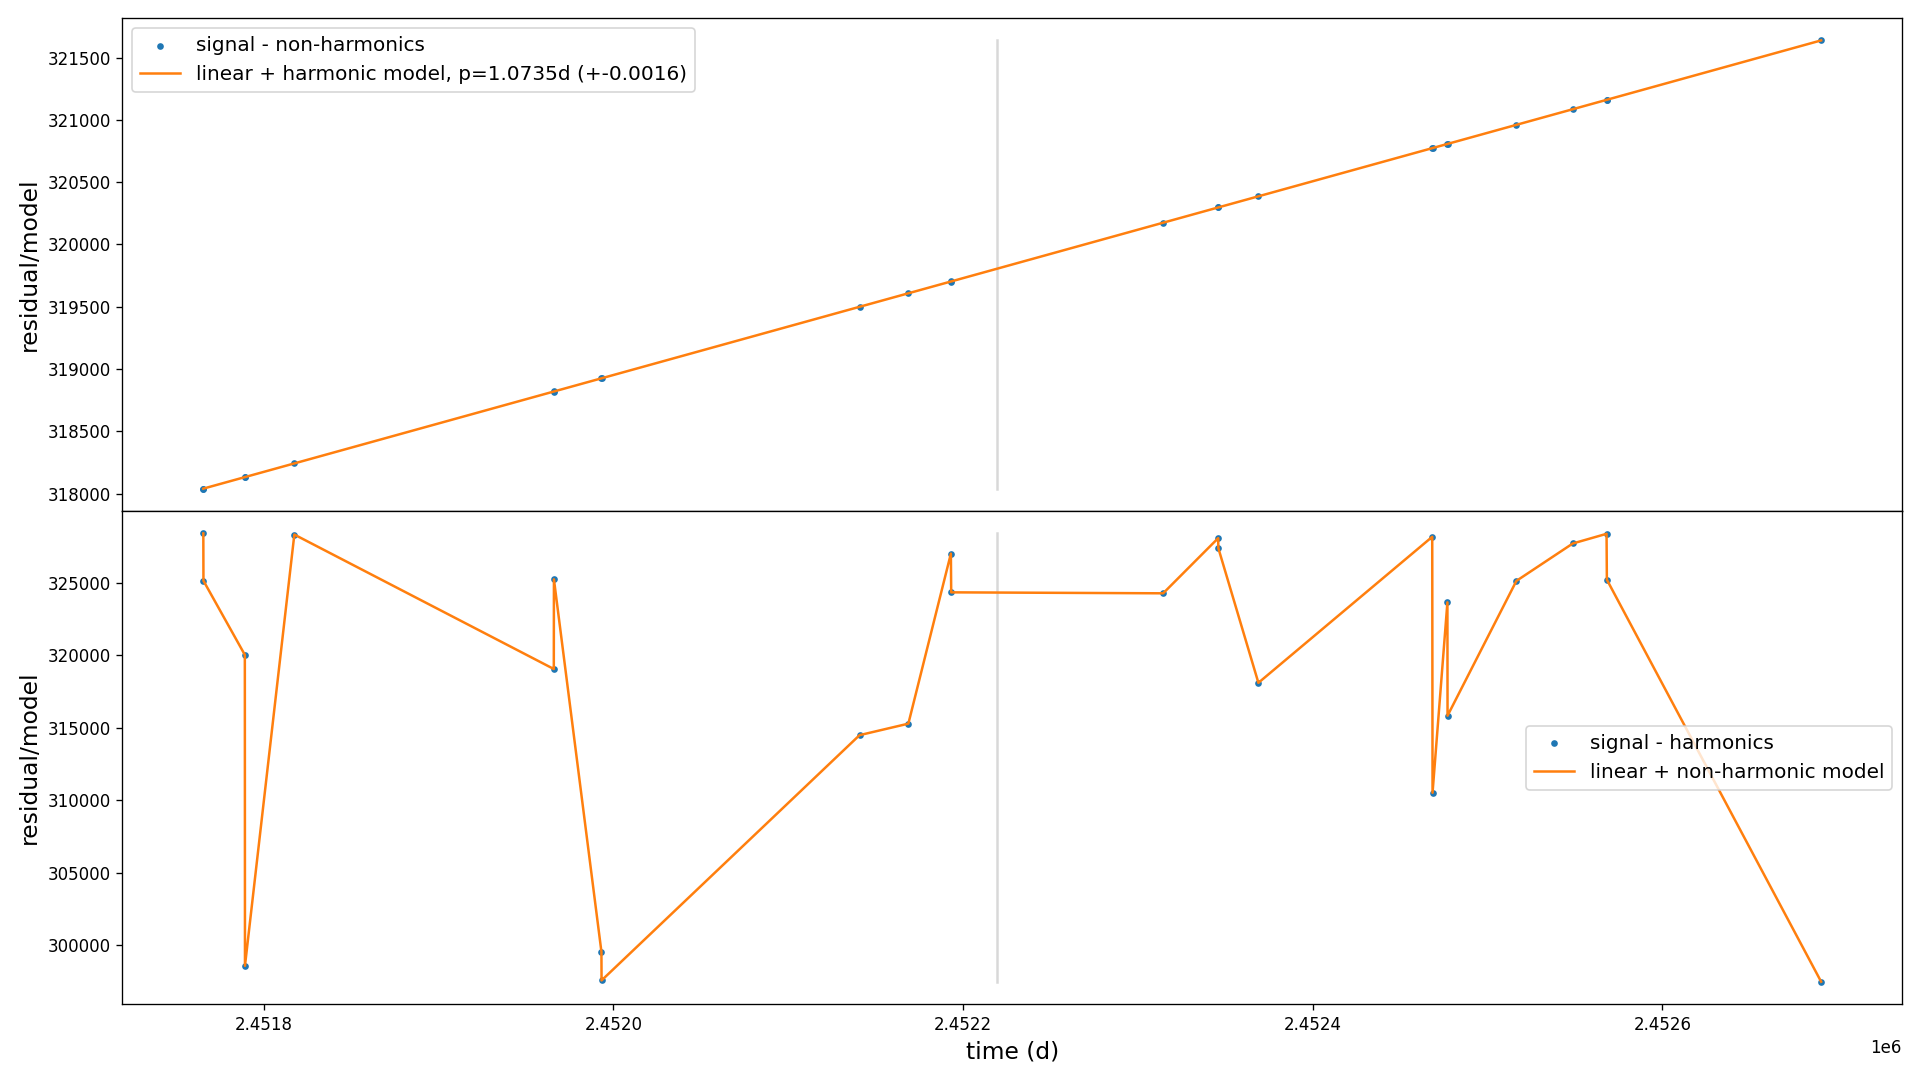 signal - non-harmonics
linear + harmonic model, p=1.0735d (+-0.0016)
321500
321000
320500
320000
319500
319000
318500
318000
residual/model
325000
320000
315000
310000
305000
300000
residual/model
signal - harmonics
linear + non-harmonic model
2.4518 2.4520 2.4522 2.4524 2.4526
1e6
time (d)